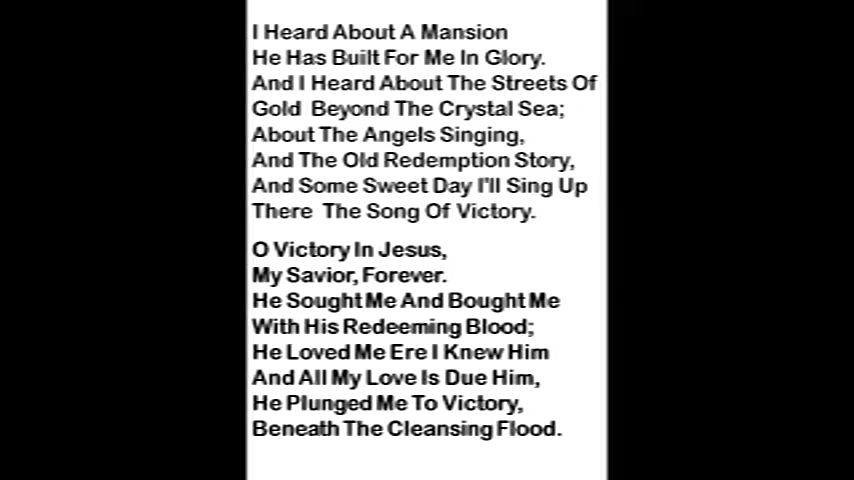 I Heard About A Mansion
He Has Built For Me In Glory.
And I Heard About The Streets Of
Gold Beyond The Crystal Sea;
About The Angels Singing,
And The Old Redemption Story,
And Some Sweet Day I'll Sing Up
There The Song Of Victory.
O Victory In Jesus,
My Savior, Forever.
He Sought Me And Bought Me
With His Redeeming Blood;
He Loved Me Ere I Knew Him
And All My Love Is Due Him,
He Plunged Me To Victory,
Beneath The Cleansing Flood.